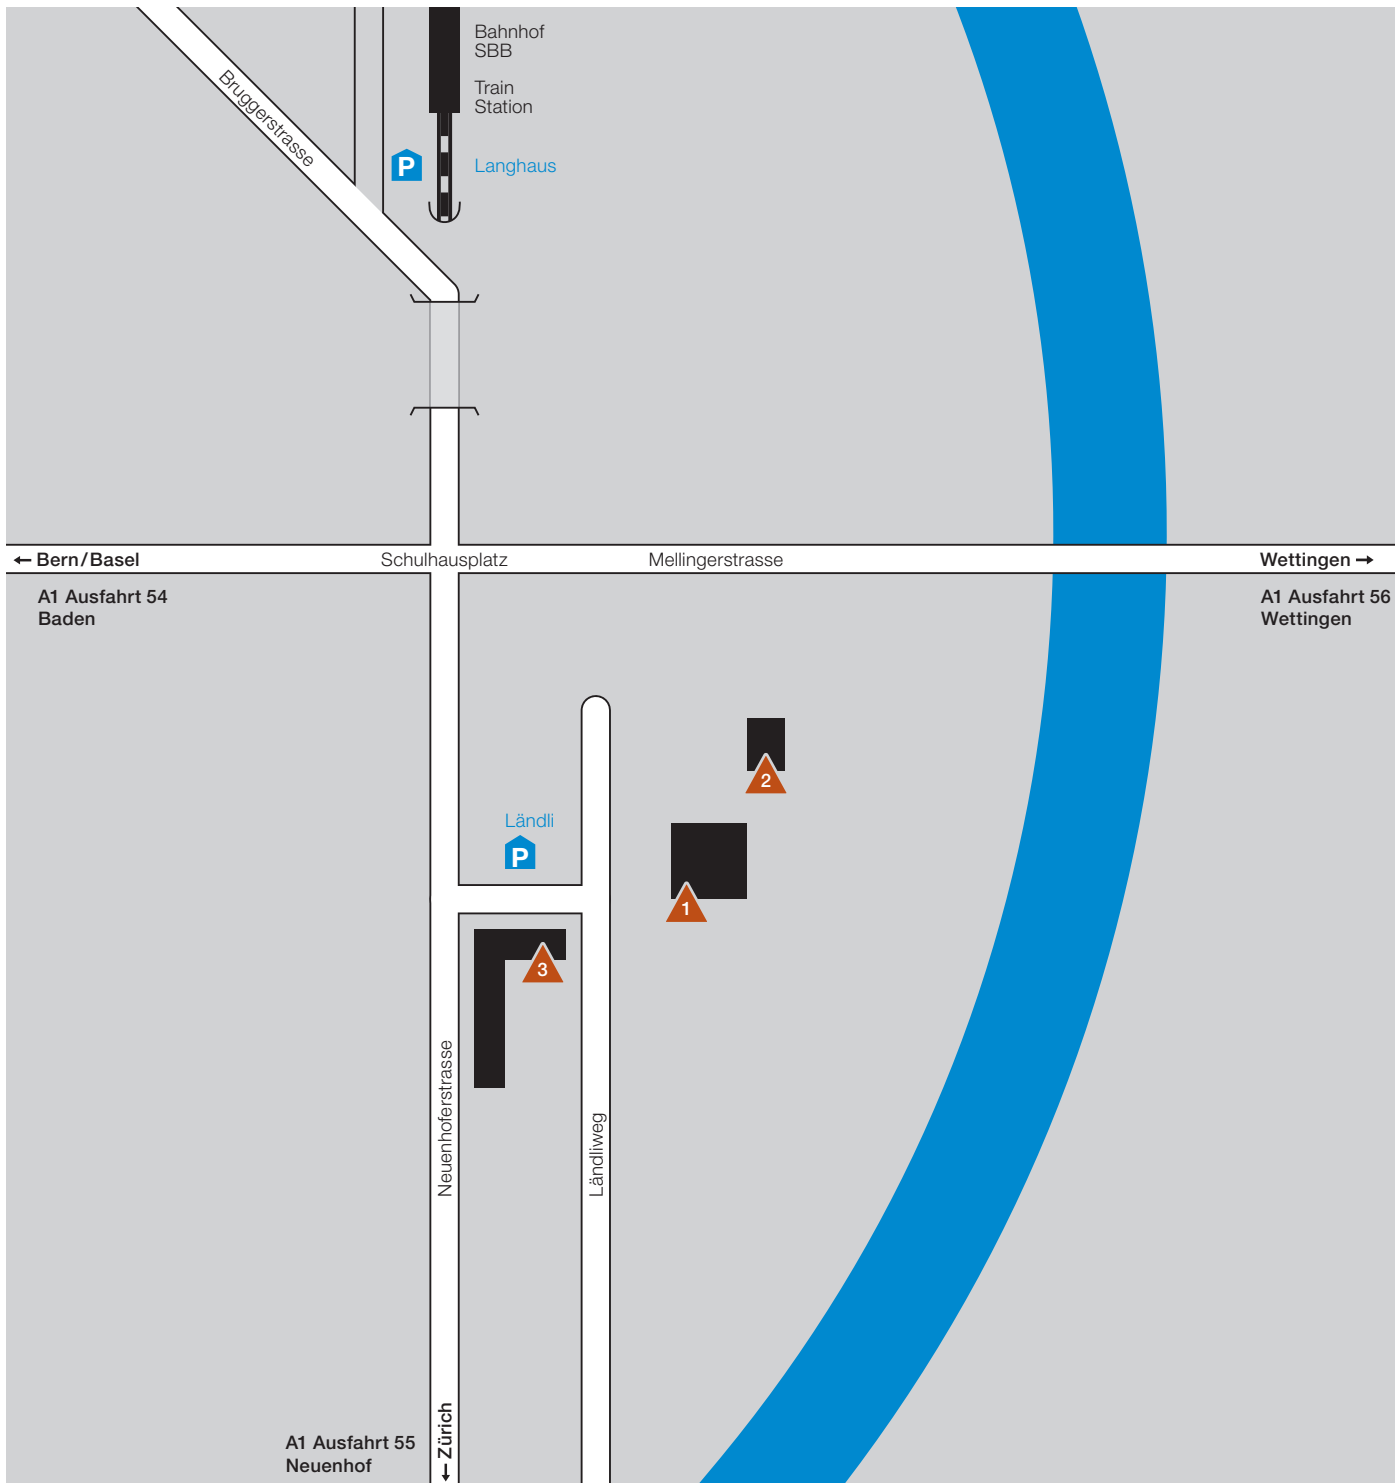 Bahnhof
SBB
Train
Station
Bruggerstrasse
P
Langhaus
← Bern/Basel
Schulhausplatz
Mellingerstrasse
Wettingen →
A1 Ausfahrt 54
Baden
A1 Ausfahrt 56
Wettingen
2
Ländli
P
1
3
Neuenhoferstrasse
Ländliweg
← Zürich
A1 Ausfahrt 55
Neuenhof